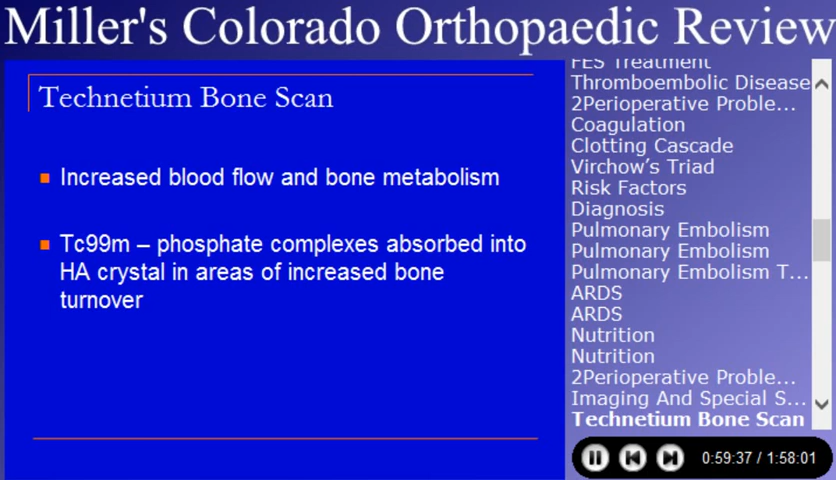 Miller's Colorado Orthopaedic Review
Technetium Bone Scan
Increased blood flow and bone metabolism
Tc99m – phosphate complexes absorbed into
HA crystal in areas of increased bone
turnover
FES Treatment
Thromboembolic Disease
2Perioperative Proble...
Coagulation
Clotting Cascade
Virchow's Triad
Risk Factors
Diagnosis
Pulmonary Embolism
Pulmonary Embolism
Pulmonary Embolism T...
ARDS
ARDS
Nutrition
Nutrition
2Perioperative Proble...
Imaging And Special S...
Technetium Bone Scan
0:59:37 / 1:58:01